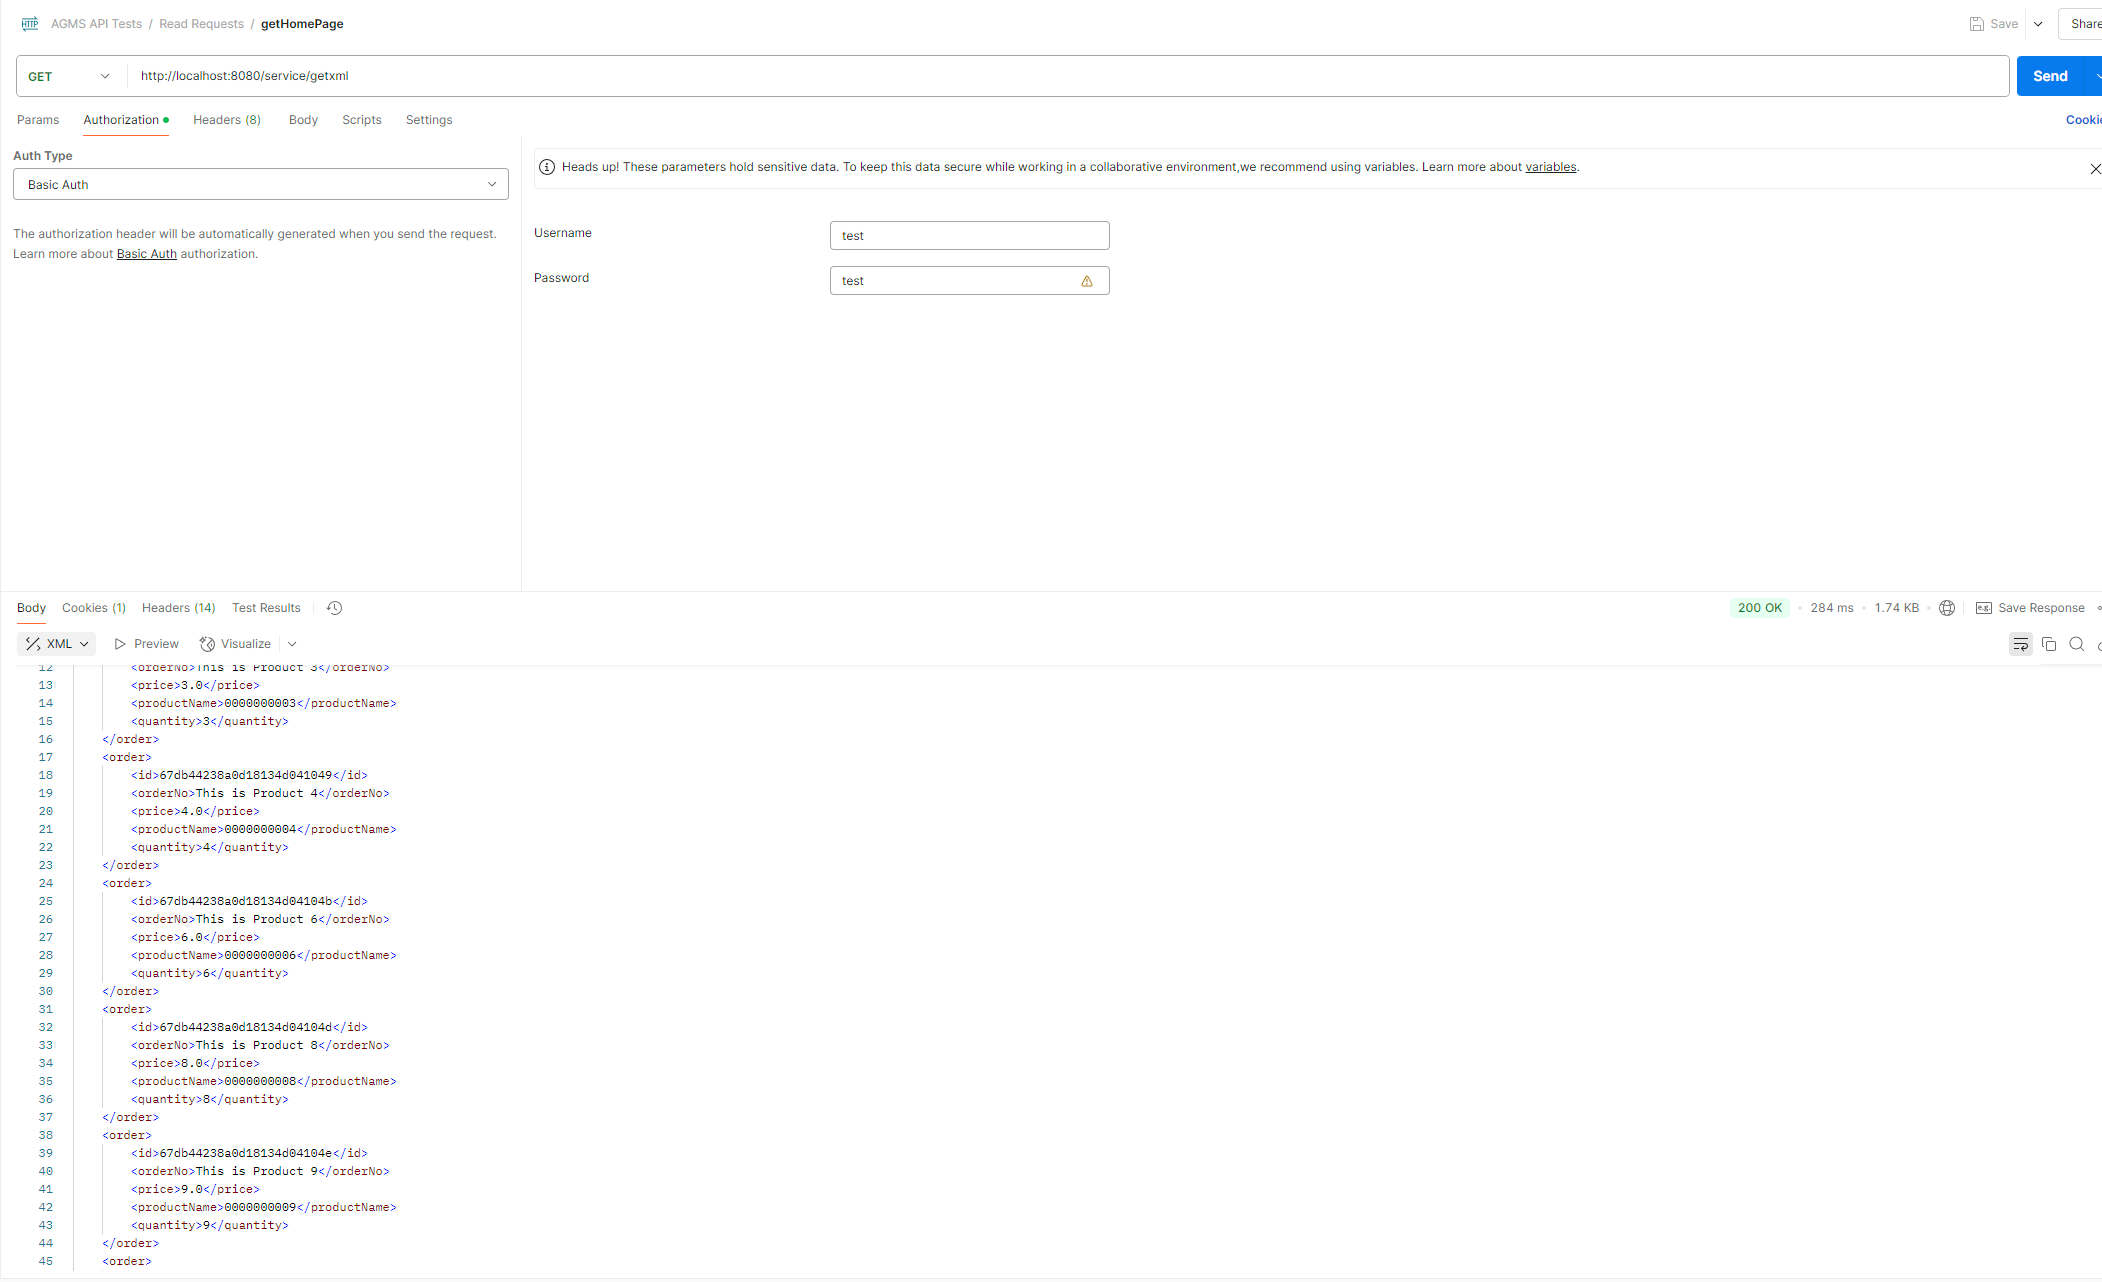 HTTP AGMS API Tests / Read Requests / getHomePage Save Share
GET http://localhost:8080/service/getxml Send
Params Authorization Headers (8) Body Scripts Settings Cookie
Auth Type
Basic Auth
Heads up! These parameters hold sensitive data. To keep this data secure while working in a collaborative environment,we recommend using variables. Learn more about variables.
The authorization header will be automatically generated when you send the request.
Learn more about Basic Auth authorization.
Username test
Password test
Body Cookies (1) Headers (14) Test Results 200 OK 284 ms 1.74 KB e.g. Save Response
XML Preview Visualize
12 <orderNo>This is Product 3</orderNo>
13 <price>3.0</price>
14 <productName>0000000003</productName>
15 <quantity>3</quantity>
16 </order>
17 <order>
18 <id>67db44238a0d18134d041049</id>
19 <orderNo>This is Product 4</orderNo>
20 <price>4.0</price>
21 <productName>0000000004</productName>
22 <quantity>4</quantity>
23 </order>
24 <order>
25 <id>67db44238a0d18134d04104b</id>
26 <orderNo>This is Product 6</orderNo>
27 <price>6.0</price>
28 <productName>0000000006</productName>
29 <quantity>6</quantity>
30 </order>
31 <order>
32 <id>67db44238a0d18134d04104d</id>
33 <orderNo>This is Product 8</orderNo>
34 <price>8.0</price>
35 <productName>0000000008</productName>
36 <quantity>8</quantity>
37 </order>
38 <order>
39 <id>67db44238a0d18134d04104e</id>
40 <orderNo>This is Product 9</orderNo>
41 <price>9.0</price>
42 <productName>0000000009</productName>
43 <quantity>9</quantity>
44 </order>
45 <order>